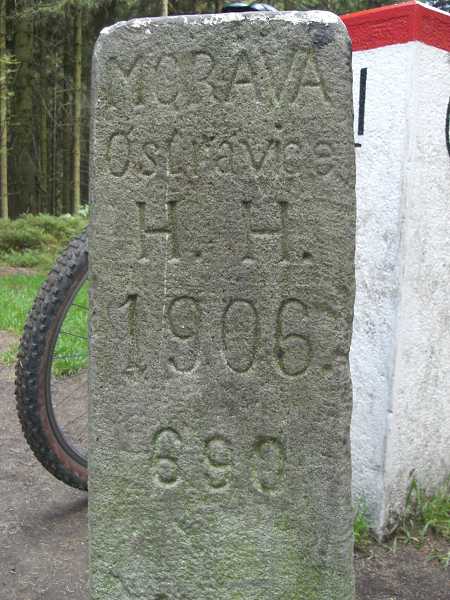 MORAVA
Ostravice
H. H.
1906.
690